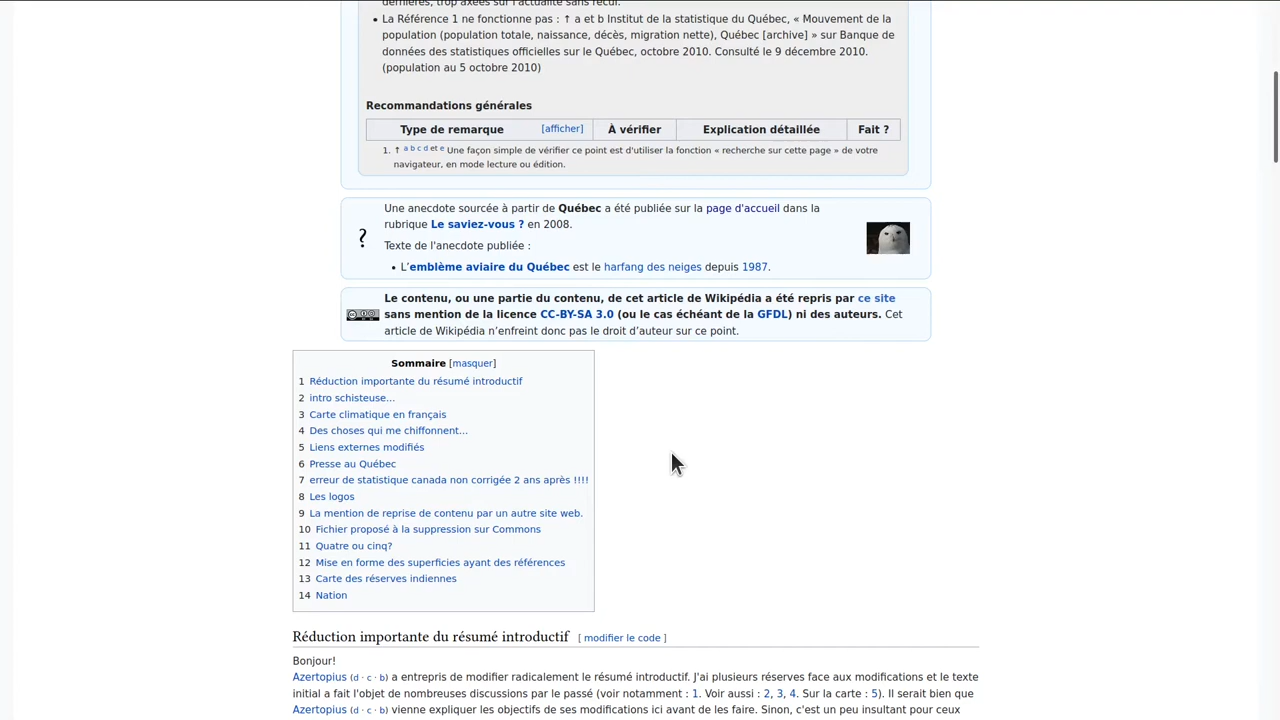 dernières, trop axées sur l'actualité sans recul.
• La Référence 1 ne fonctionne pas : ↑ a et b Institut de la statistique du Québec, « Mouvement de la
population (population totale, naissance, décès, migration nette), Québec [archive] » sur Banque de
données des statistiques officielles sur le Québec, octobre 2010. Consulté le 9 décembre 2010.
(population au 5 octobre 2010)
Recommandations générales
Type de remarque [afficher] À vérifier Explication détaillée Fait ?
1. ↑ a b c d et e Une façon simple de vérifier ce point est d'utiliser la fonction « recherche sur cette page » de votre
navigateur, en mode lecture ou édition.
Une anecdote sourcée à partir de Québec a été publiée sur la page d'accueil dans la
rubrique Le saviez-vous ? en 2008.
Texte de l'anecdote publiée :
• L’emblème aviaire du Québec est le harfang des neiges depuis 1987.
Le contenu, ou une partie du contenu, de cet article de Wikipédia a été repris par ce site
sans mention de la licence CC-BY-SA 3.0 (ou le cas échéant de la GFDL) ni des auteurs. Cet
article de Wikipédia n’enfreint donc pas le droit d’auteur sur ce point.
Sommaire [masquer]
1 Réduction importante du résumé introductif
2 intro schisteuse...
3 Carte climatique en français
4 Des choses qui me chiffonnent...
5 Liens externes modifiés
6 Presse au Québec
7 erreur de statistique canada non corrigée 2 ans après !!!!
8 Les logos
9 La mention de reprise de contenu par un autre site web.
10 Fichier proposé à la suppression sur Commons
11 Quatre ou cinq?
12 Mise en forme des superficies ayant des références
13 Carte des réserves indiennes
14 Nation
Réduction importante du résumé introductif [ modifier le code ]
Bonjour!
Azertopius (d · c · b) a entrepris de modifier radicalement le résumé introductif. J'ai plusieurs réserves face aux modifications et le texte
initial a fait l'objet de nombreuses discussions par le passé (voir notamment : 1. Voir aussi : 2, 3, 4. Sur la carte : 5). Il serait bien que
Azertopius (d · c · b) vienne expliquer les objectifs de ses modifications ici avant de les faire. Sinon, c'est un peu insultant pour ceux